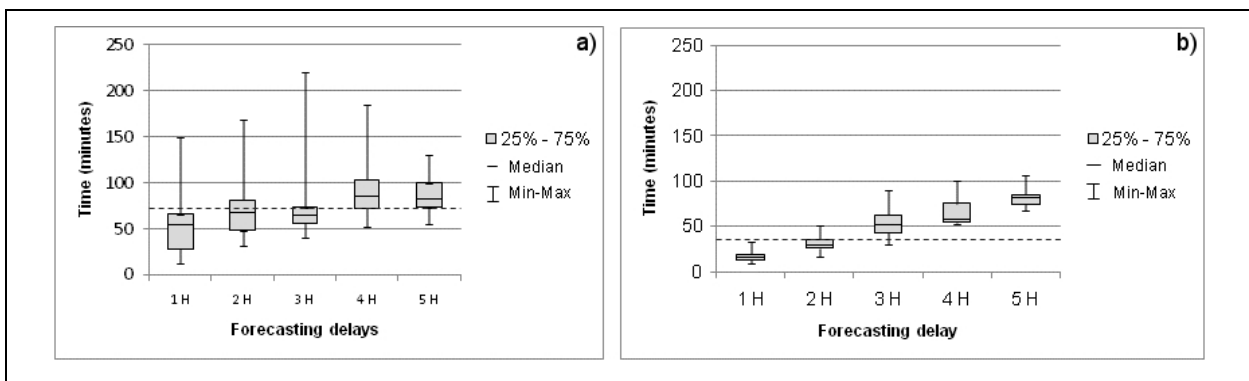 a)
250
200
150
100
50
0
Time (minutes)
1 H 2 H 3 H 4 H 5 H
Forecasting delays
25% - 75%
Median
Min-Max
b)
250
200
150
100
50
0
Time (minutes)
1 H 2 H 3 H 4 H 5 H
Forecasting delay
25% - 75%
Median
Min-Max